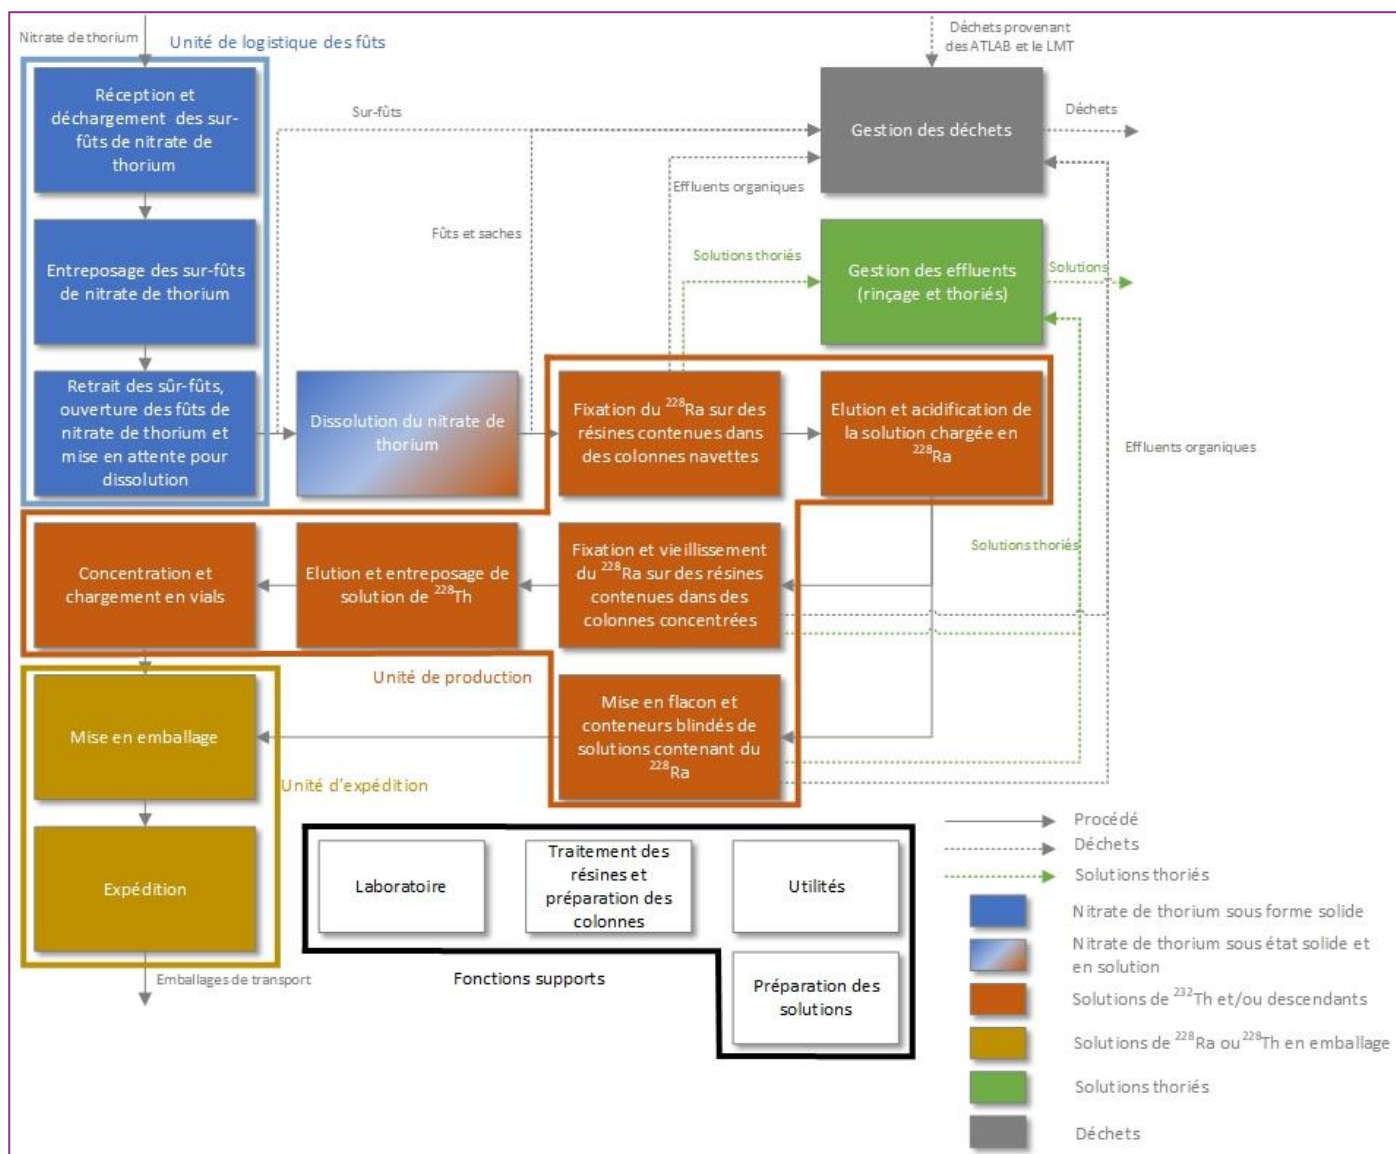 Nitrate de thorium
Unité de logistique des fûts
Déchets provenant
des ATLAB et le LMT
Réception et
déchargement des sur-
fûts de nitrate de
thorium
Sur-fûts
Gestion des déchets
Déchets
Effluents organiques
Entreposage des sur-fûts
de nitrate de thorium
Fûts et saches
Solutions thoriés
Gestion des effluents
(rinçage et thoriés)
Solutions
Retrait des sûr-fûts,
ouverture des fûts de
nitrate de thorium et
mise en attente pour
dissolution
Dissolution du nitrate de
thorium
Fixation du ²²⁸Ra sur des
résines contenues dans
des colonnes navettes
Elution et acidification de
la solution chargée en
²²⁸Ra
Effluents organiques
Concentration et
chargement en vials
Elution et entreposage de
solution de ²²⁸Th
Fixation et vieillissement
du ²²⁸Ra sur des résines
contenues dans des
colonnes concentrées
Solutions thoriés
Unité de production
Mise en emballage
Mise en flacon et
conteneurs blindés de
solutions contenant du
²²⁸Ra
Unité d'expédition
Expédition
Emballages de transport
Laboratoire
Traitement des
résines et
préparation des
colonnes
Utilités
Fonctions supports
Préparation des
solutions
Procédé
Déchets
Solutions thoriés
Nitrate de thorium sous forme solide
Nitrate de thorium sous état solide et
en solution
Solutions de ²³²Th et/ou descendants
Solutions de ²²⁸Ra ou²²⁸Th en emballage
Solutions thoriés
Déchets